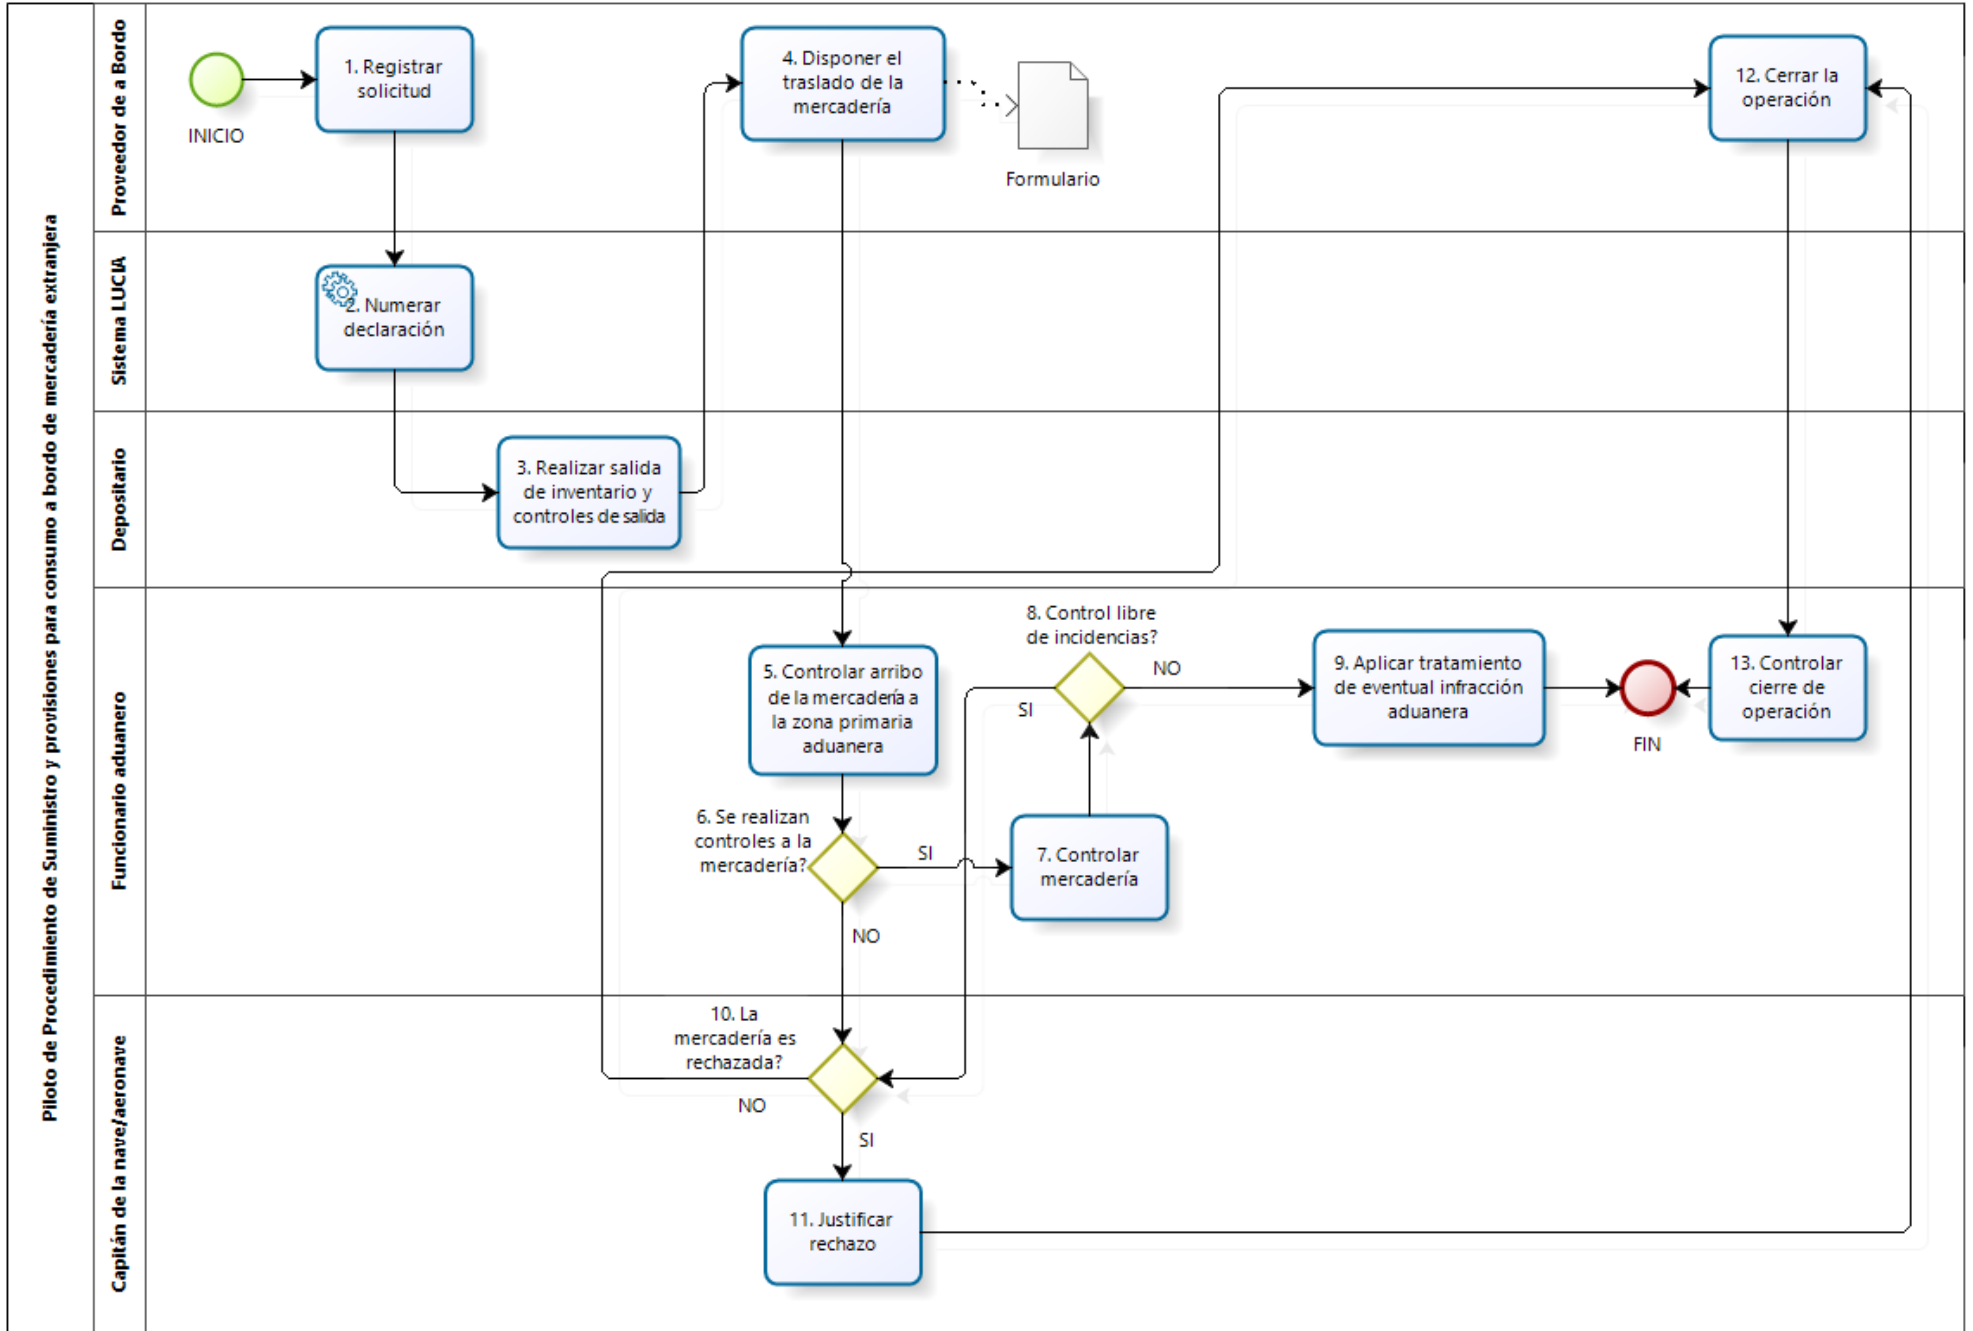 Piloto de Procedimiento de Suministro y provisiones para consumo a bordo de mercadería extranjera
Proveedor de a Bordo
INICIO
1. Registrar
solicitud
4. Disponer el
traslado de la
mercadería
Formulario
12. Cerrar la
operación
Sistema LUCIA
2. Numerar
declaración
Depositario
3. Realizar salida
de inventario y
controles de salida
Funcionario aduanero
5. Controlar arribo
de la mercadería a
la zona primaria
aduanera
6. Se realizan
controles a la
mercadería?
SI
NO
7. Controlar
mercadería
8. Control libre
de incidencias?
SI
NO
9. Aplicar tratamiento
de eventual infracción
aduanera
FIN
13. Controlar
cierre de
operación
Capitán de la nave/aeronave
10. La
mercadería es
rechazada?
NO
SI
11. Justificar
rechazo